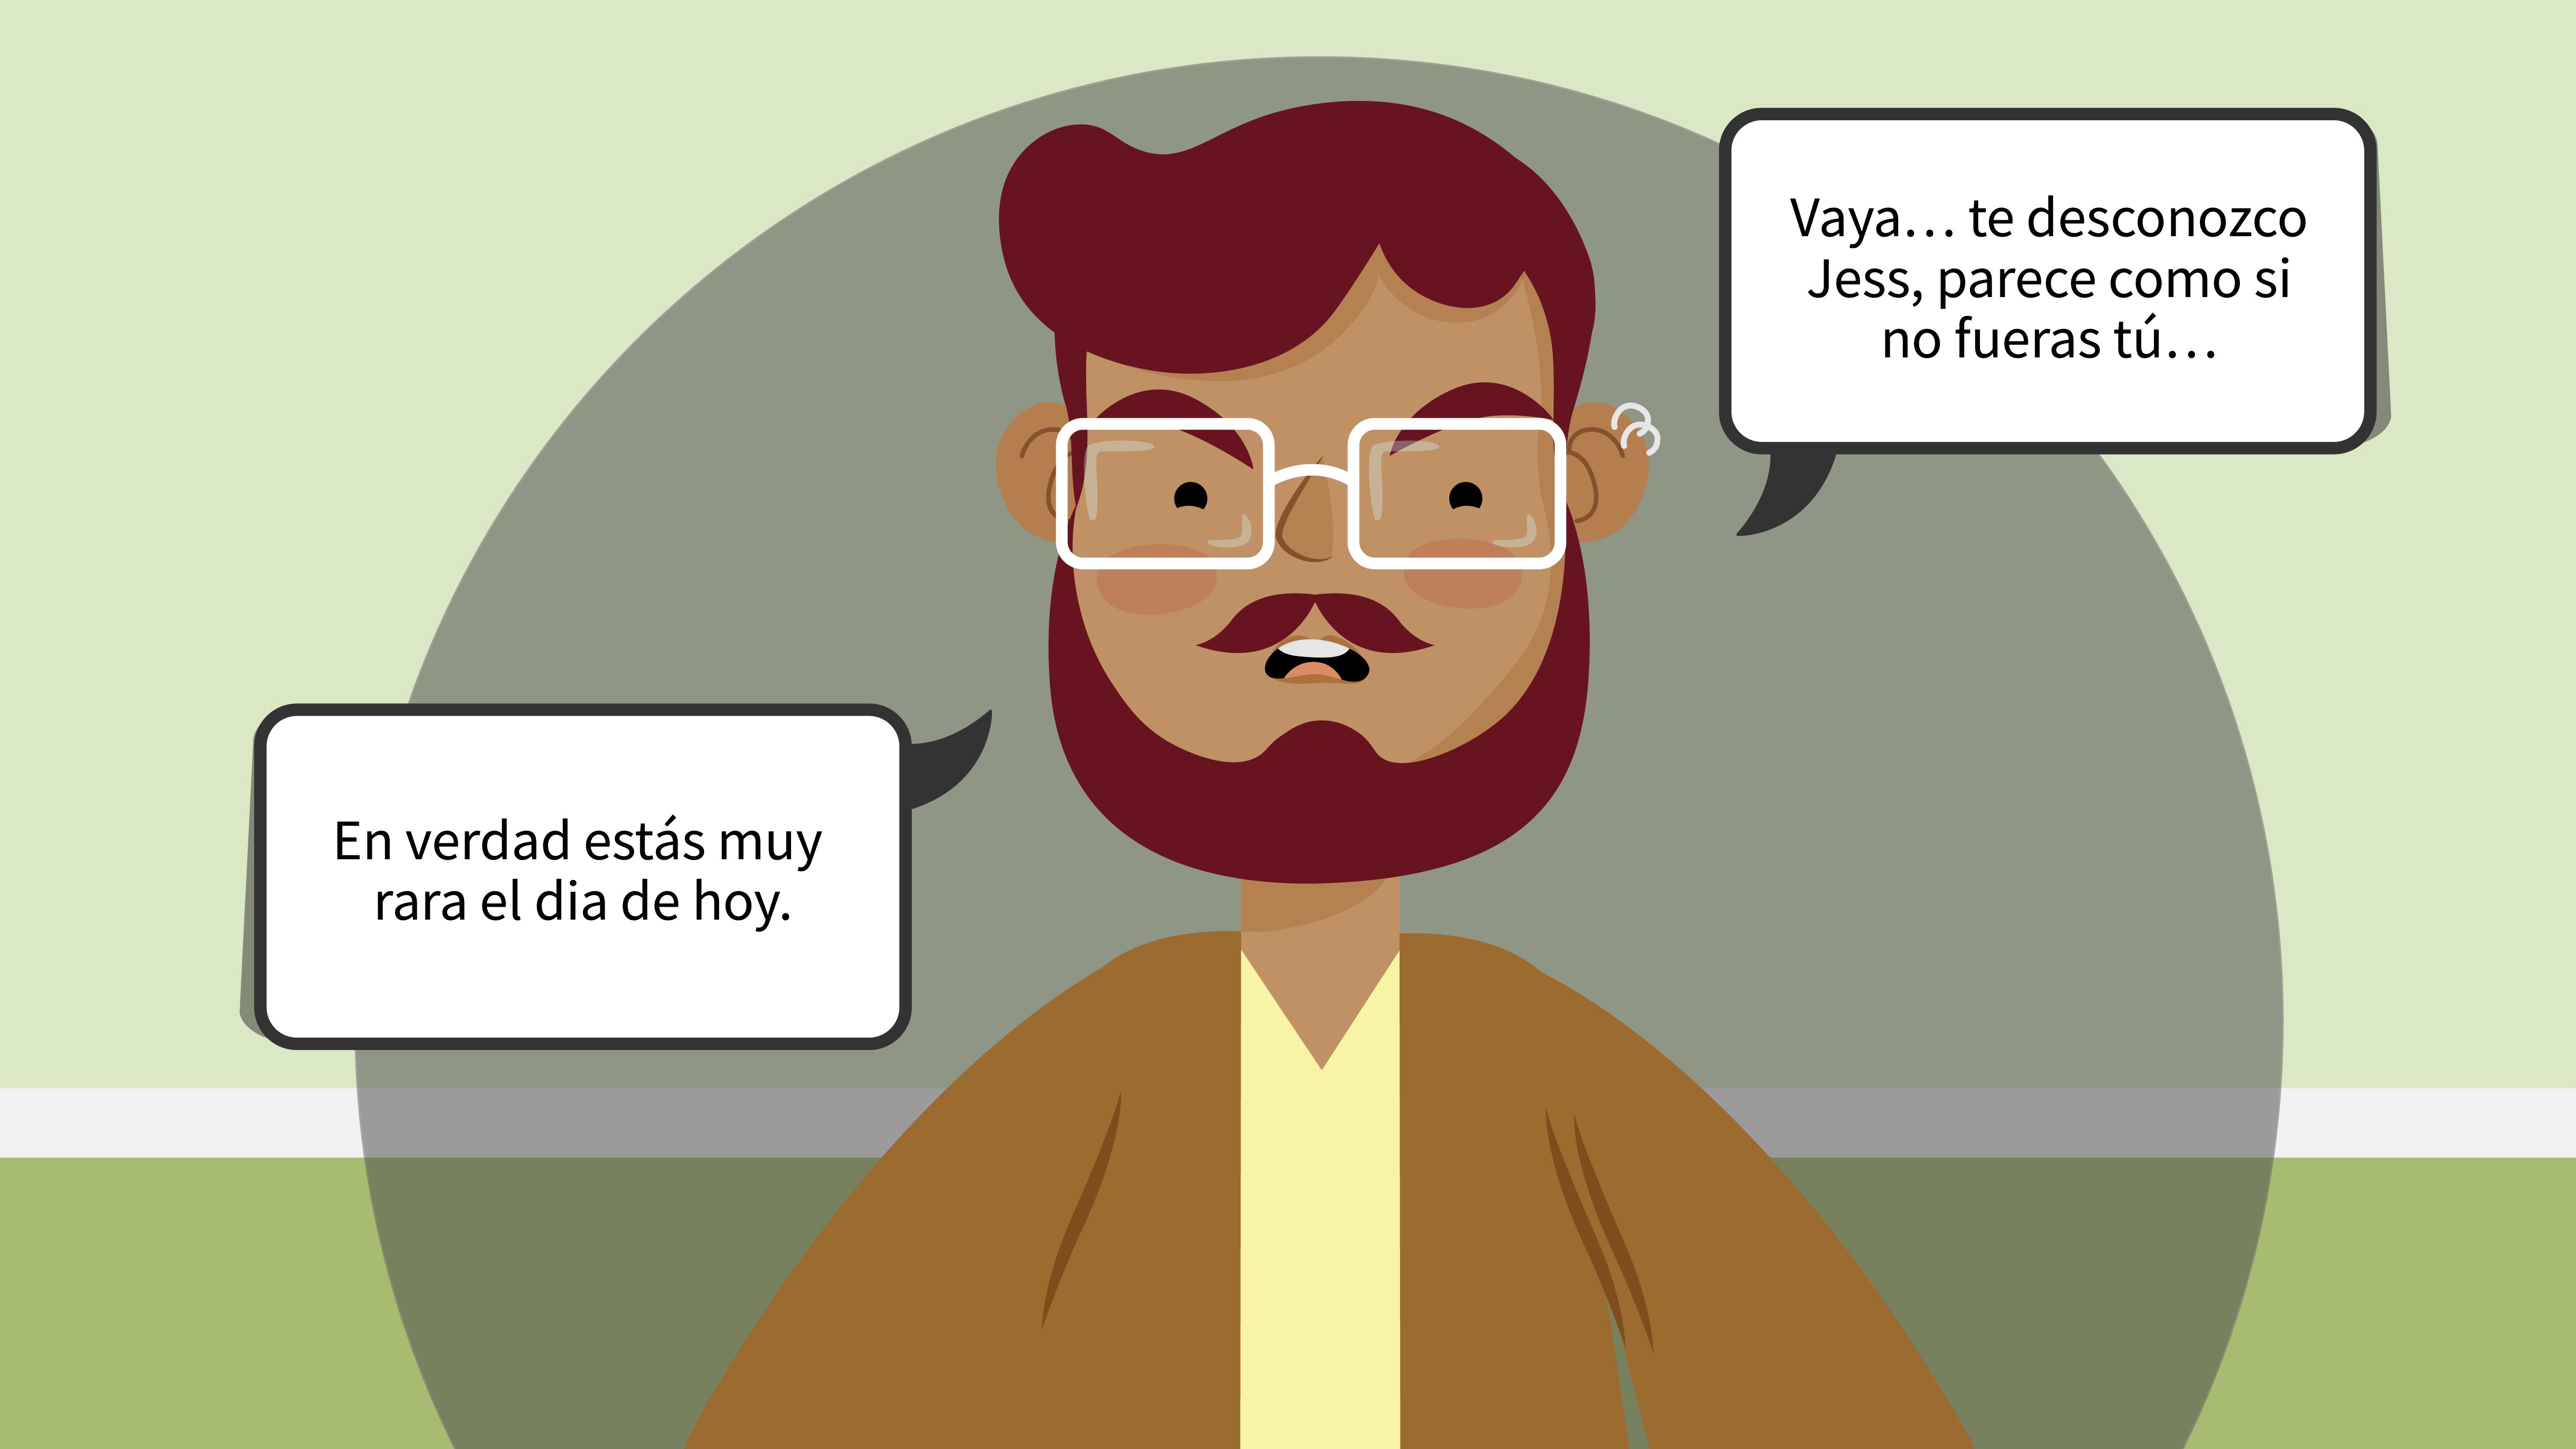 Vaya... te desconozco
Jess, parece como si
no fueras tú...
En verdad estás muy
rara el dia de hoy.